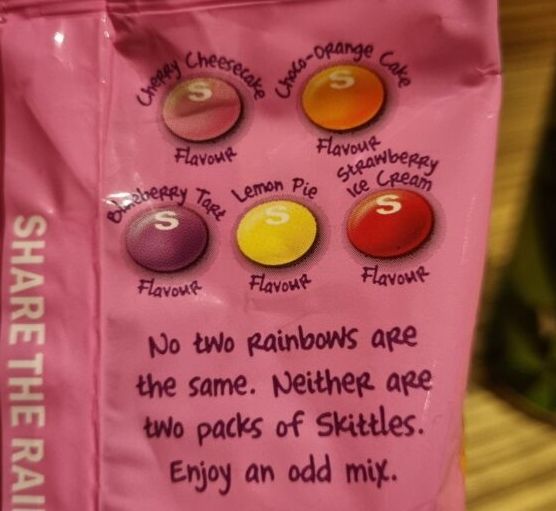 Cherry Cheesecake
S
Flavour
Choco-Orange Cake
S
Flavour
Blueberry Tart
S
Flavour
Lemon Pie
S
Flavour
Strawberry
Ice Cream
S
Flavour
No two rainbows are
the same. Neither are
two packs of Skittles.
Enjoy an odd mix.
SHARE THE RAI